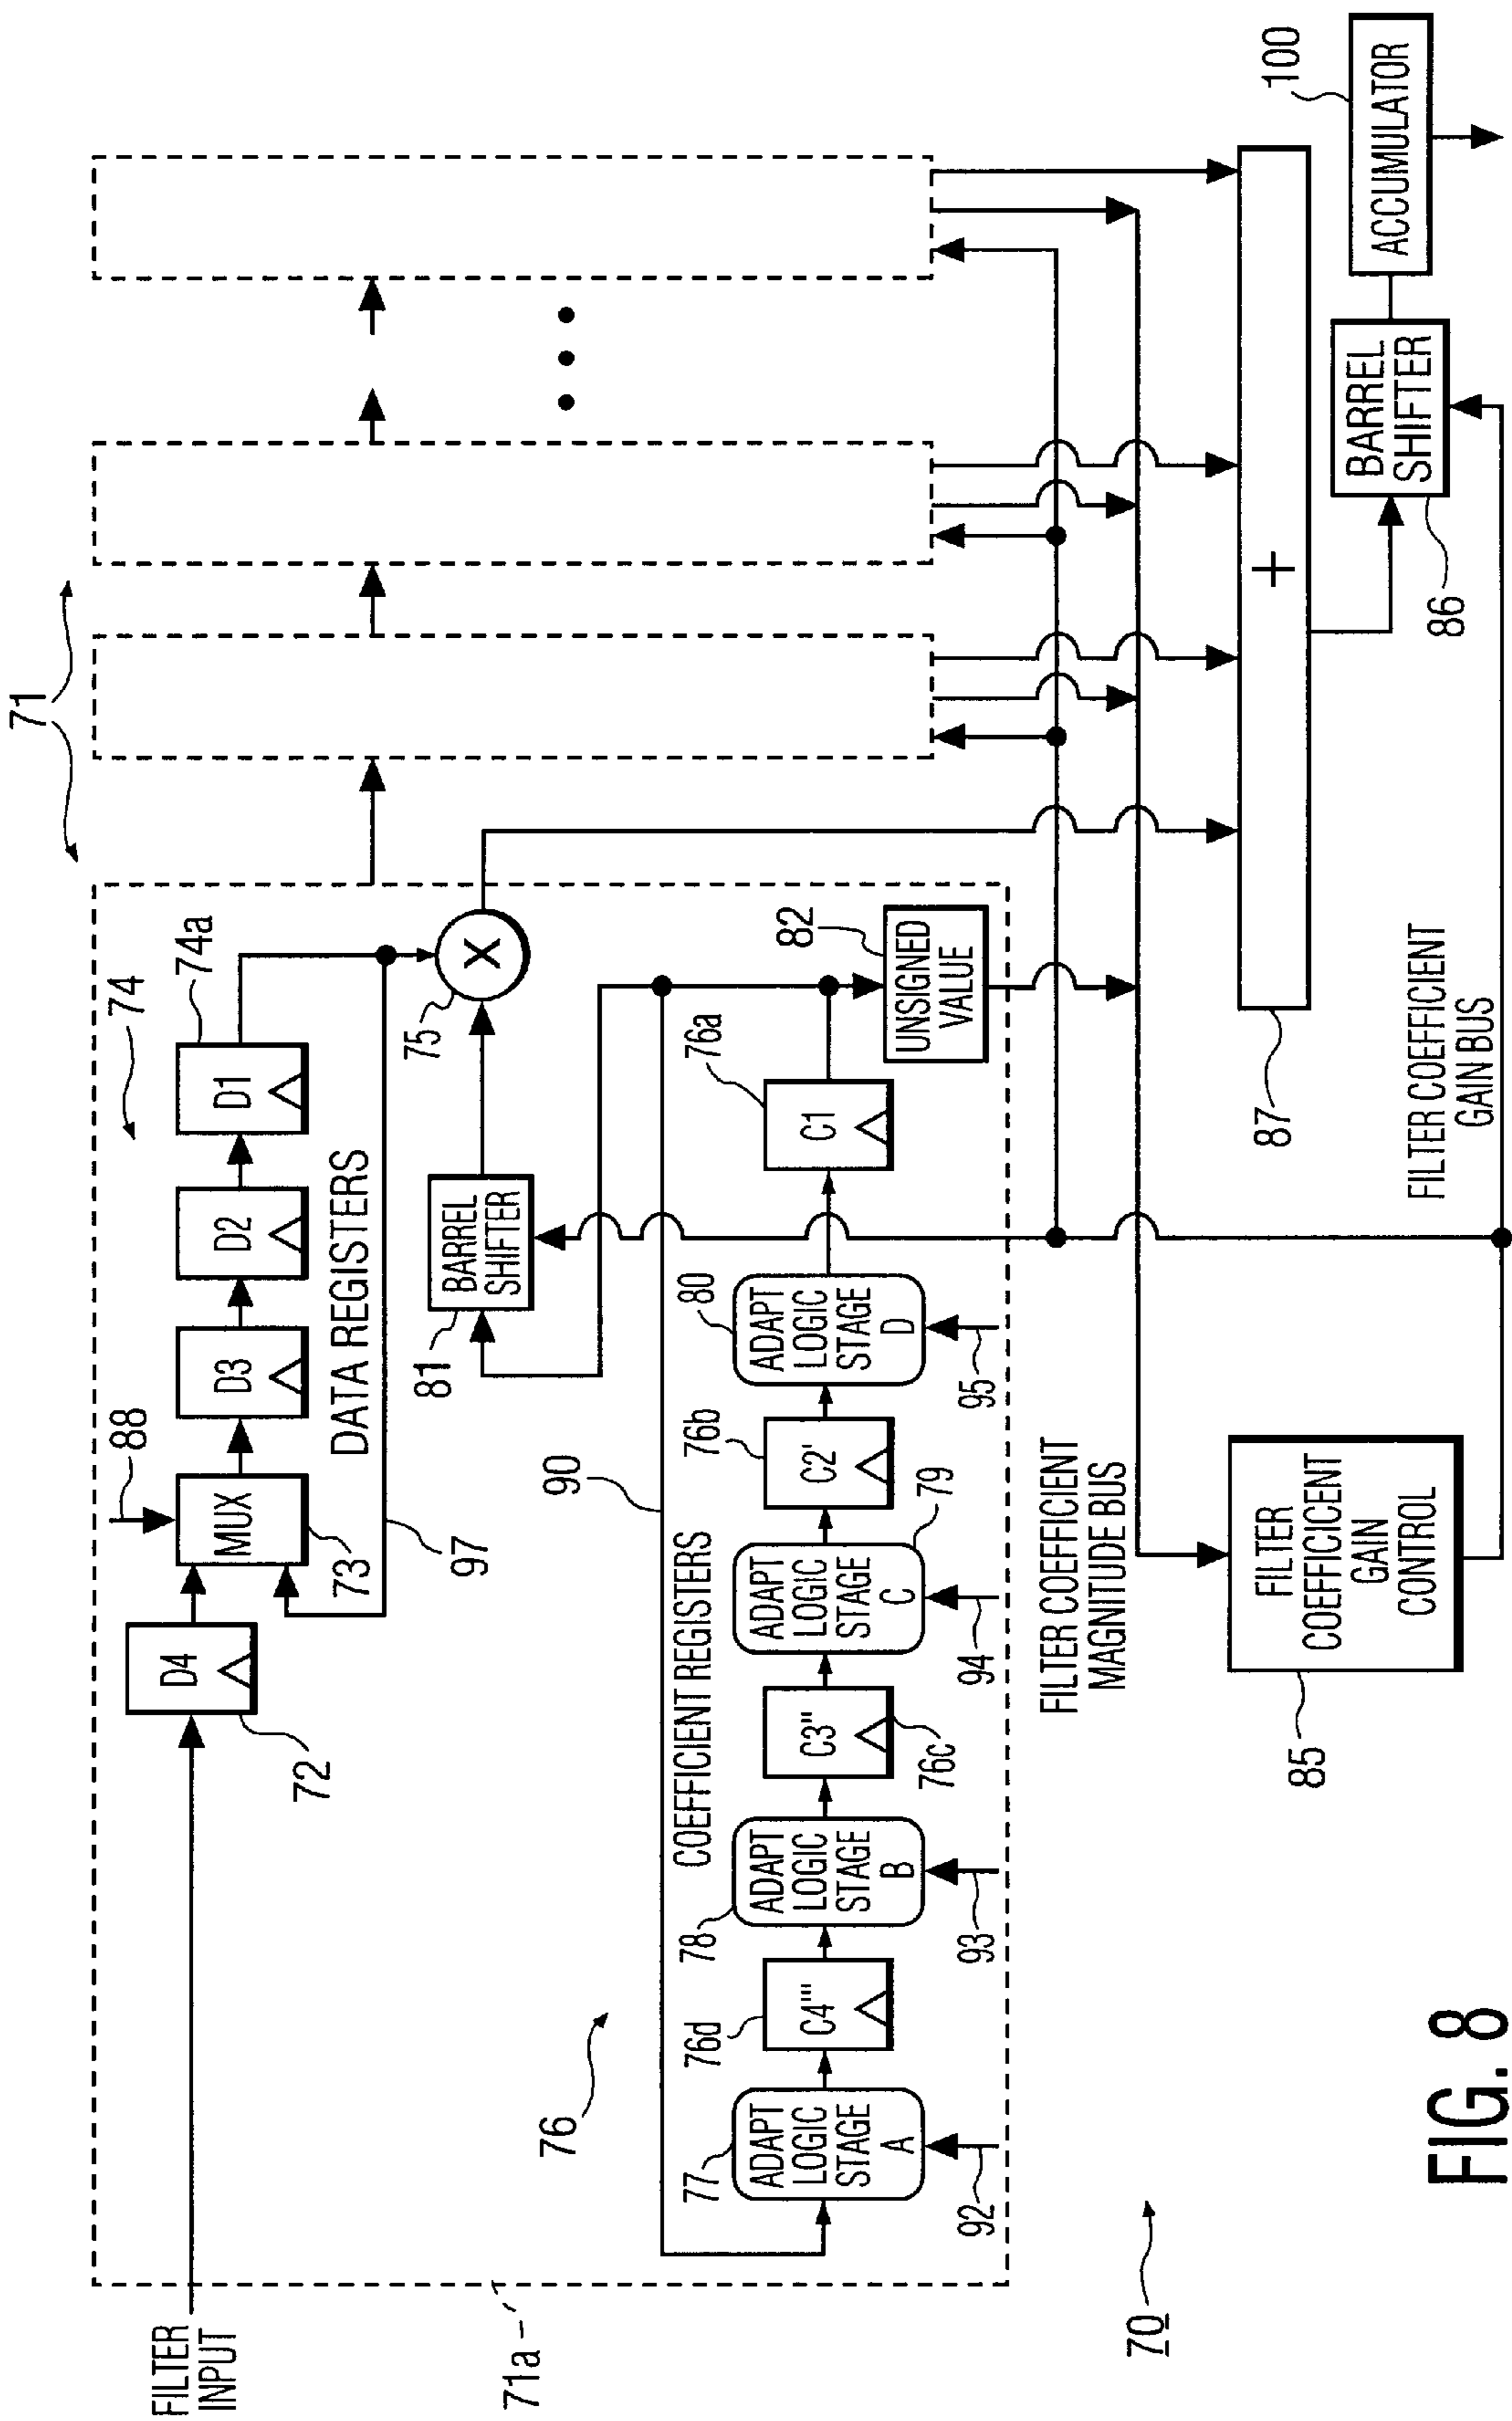 71
FILTER
INPUT
D4
72
88
MUX
73
D3
D2
D1
74
74a
DATA REGISTERS
97
75
X
BARREL
SHIFTER
81
90
COEFFICIENT REGISTERS
76
71a
77
ADAPT
LOGIC
STAGE
A
92
76d
C4'''
78
ADAPT
LOGIC
STAGE
B
93
C3''
76c
ADAPT
LOGIC
STAGE
C
79
94
76b
C2'
80
ADAPT
LOGIC
STAGE
D
95
76a
C1
82
UNSIGNED
VALUE
FILTER COEFFICIENT
MAGNITUDE BUS
70
85
FILTER
COEFFICICENT
GAIN
CONTROL
87
+
FILTER COEFFICIENT
GAIN BUS
BARREL
SHIFTER
86
ACCUMULATOR
100
FIG. 8